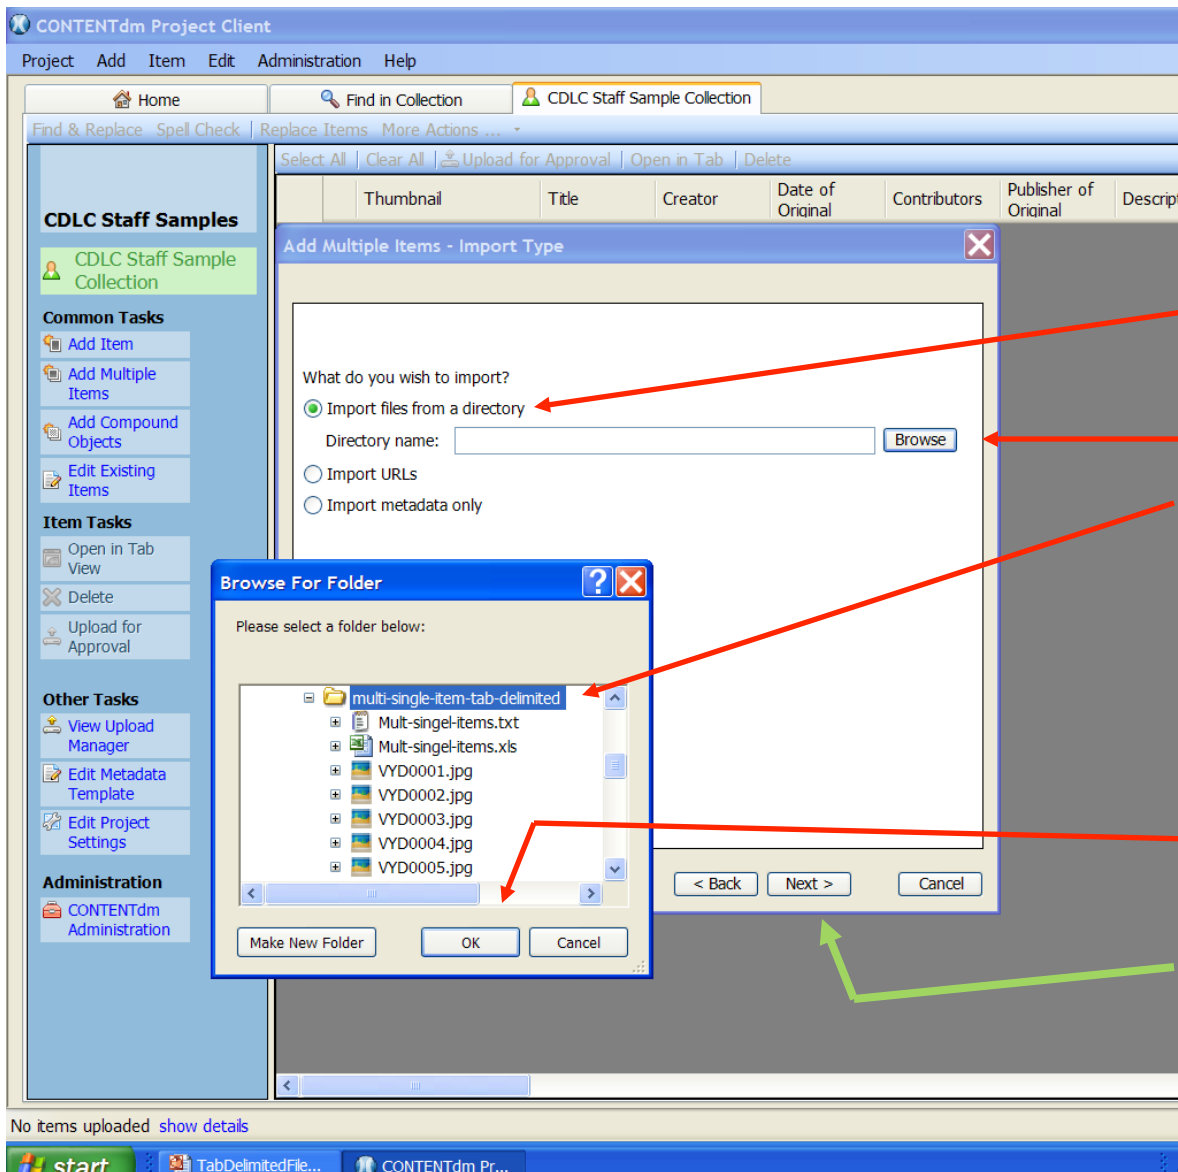 CONTENTdm Project Client
Project Add Item Edit Administration Help
Home Find in Collection CDLC Staff Sample Collection
Find & Replace Spell Check Replace Items More Actions ...
Select All Clear All Upload for Approval Open in Tab Delete
Thumbnail Title Creator Date of Original Contributors Publisher of Original Descript
CDLC Staff Samples
CDLC Staff Sample
Collection
Common Tasks
Add Item
Add Multiple
Items
Add Compound
Objects
Edit Existing
Items
Item Tasks
Open in Tab
View
Delete
Upload for
Approval
Other Tasks
View Upload
Manager
Edit Metadata
Template
Edit Project
Settings
Administration
CONTENTdm
Administration
Add Multiple Items - Import Type
What do you wish to import?
Import files from a directory
Directory name: Browse
Import URLs
Import metadata only
< Back Next > Cancel
Browse For Folder
Please select a folder below:
multi-single-item-tab-delimited
Mult-singel-items.txt
Mult-singel-items.xls
VYD0001.jpg
VYD0002.jpg
VYD0003.jpg
VYD0004.jpg
VYD0005.jpg
Make New Folder OK Cancel
No items uploaded show details
start TabDelimitedFile... CONTENTdm Pr...